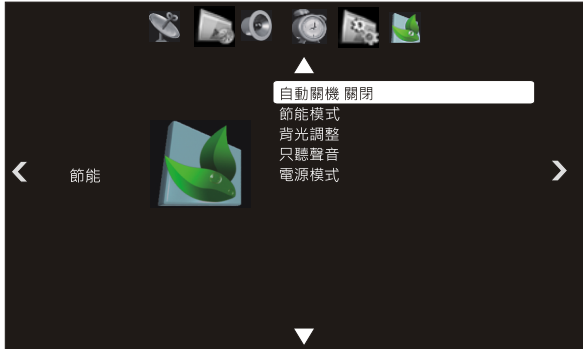 自動關機 關閉
節能模式
背光調整
只聽聲音
節能
電源模式